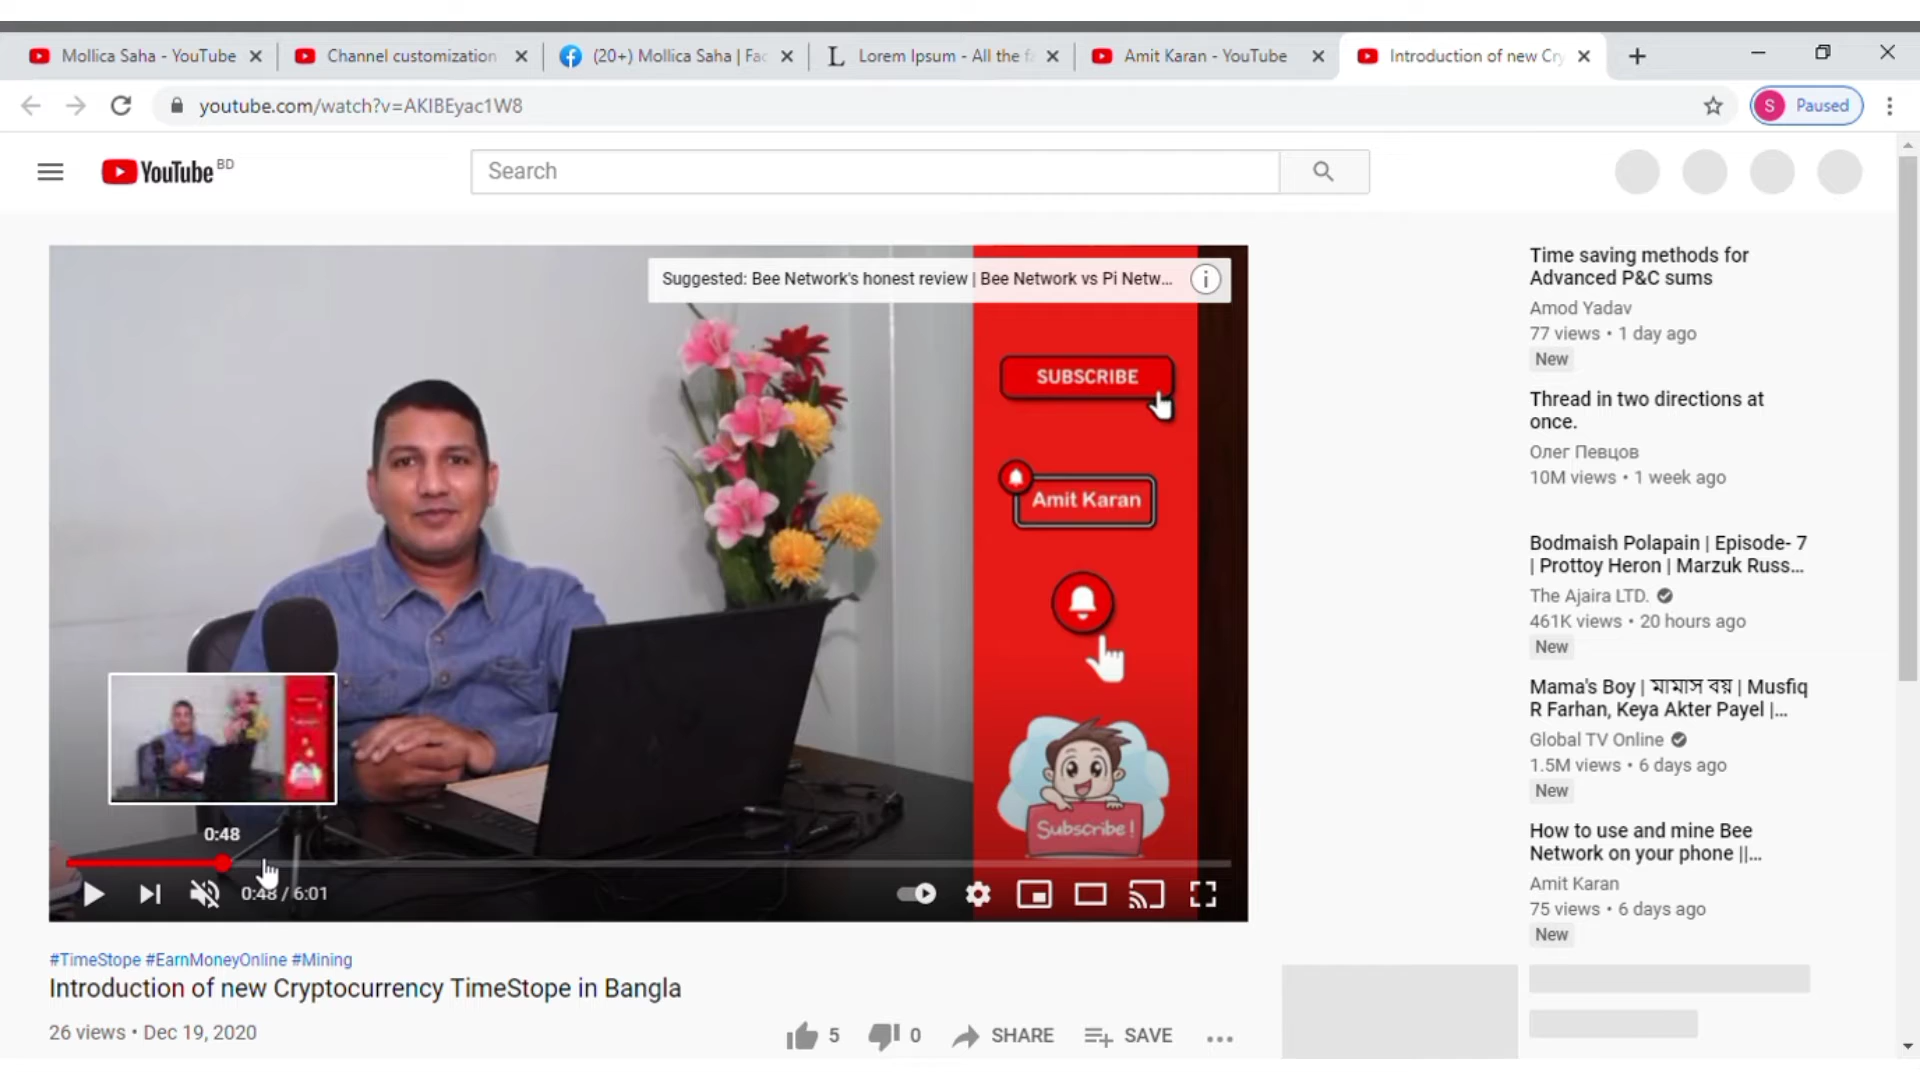 Mollica Saha - YouTube
Channel customization
(20+) Mollica Saha | Fac
Lorem Ipsum - All the fa
Amit Karan - YouTube
Introduction of new Cry
youtube.com/watch?v=AKIBEyac1W8
S Paused
YouTube BD
Search
Suggested: Bee Network's honest review | Bee Network vs Pi Netw...
SUBSCRIBE
Amit Karan
Subscribe!
0:48
0:48 / 6:01
#TimeStope #EarnMoneyOnline #Mining
Introduction of new Cryptocurrency TimeStope in Bangla
26 views • Dec 19, 2020
5
0
SHARE
SAVE
Time saving methods for
Advanced P&C sums
Amod Yadav
77 views • 1 day ago
New
Thread in two directions at
once.
Олег Певцов
10M views • 1 week ago
Bodmaish Polapain | Episode- 7
| Prottoy Heron | Marzuk Russ...
The Ajaira LTD.
461K views • 20 hours ago
New
Mama's Boy | মামাস বয় | Musfiq
R Farhan, Keya Akter Payel |...
Global TV Online
1.5M views • 6 days ago
New
How to use and mine Bee
Network on your phone ||...
Amit Karan
75 views • 6 days ago
New